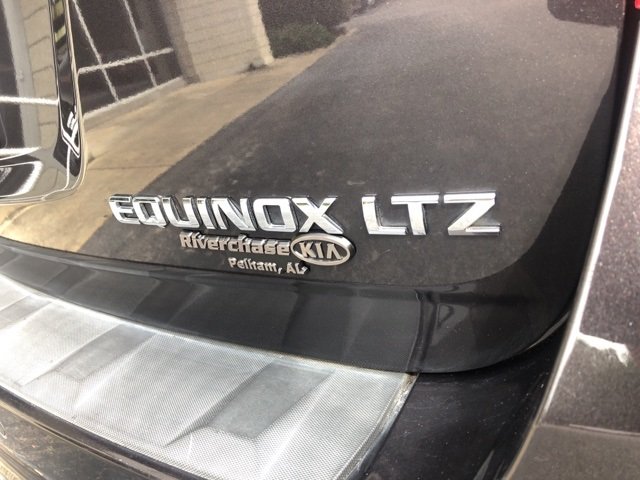 EQUINOX LTZ
Riverchase KIA
Pelham, AL